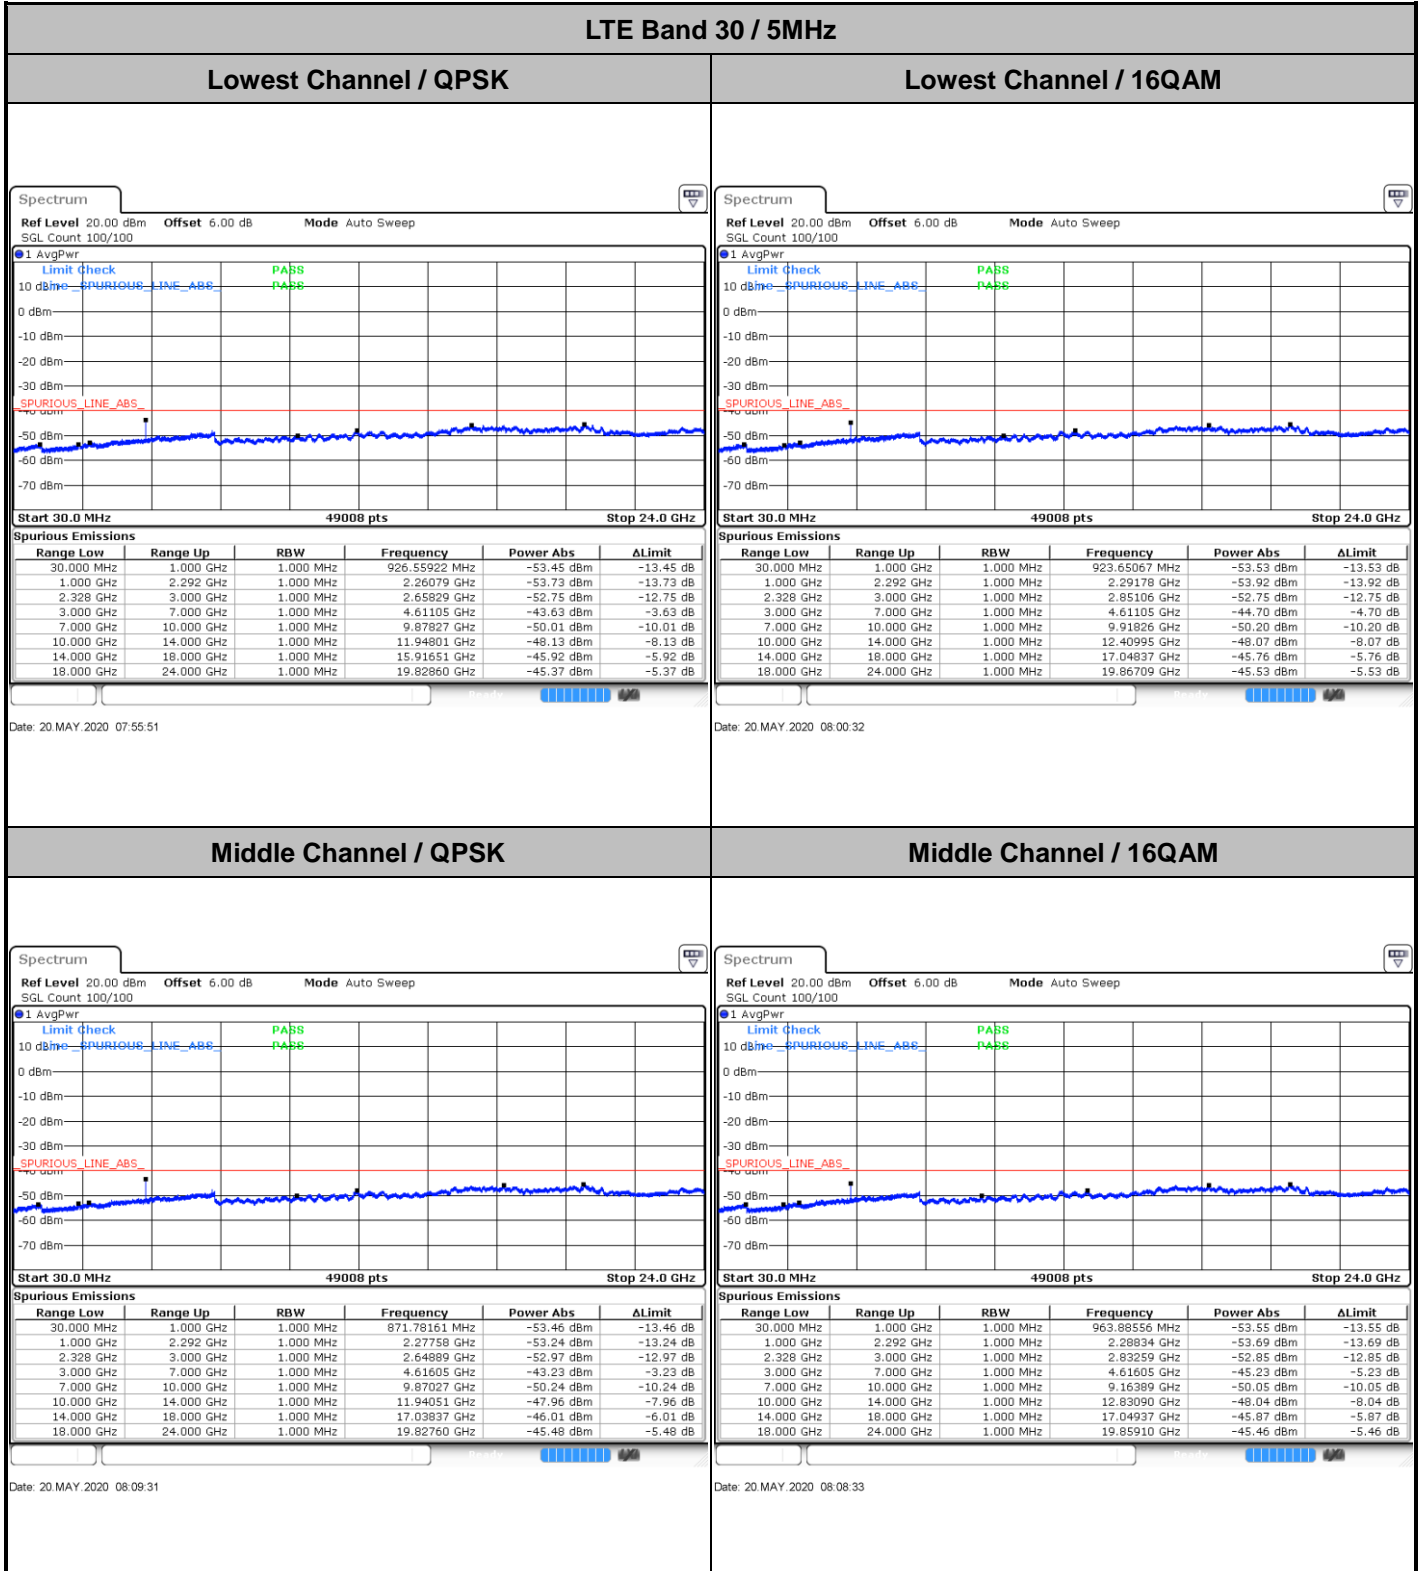 LTE Band 30 / 5MHz
Lowest Channel / QPSK
Lowest Channel / 16QAM
Spectrum
Ref Level 20.00 dBm Offset 6.00 dB Mode Auto Sweep
SGL Count 100/100
1 AvgPwr
Limit Check PASS
Line _SPURIOUS_LINE_ABS_ PASS
10 dBm
0 dBm
-10 dBm
-20 dBm
-30 dBm
_SPURIOUS_LINE_ABS_
-40 dBm
-50 dBm
-60 dBm
-70 dBm
Start 30.0 MHz 49008 pts Stop 24.0 GHz
Spurious Emissions
Range Low Range Up RBW Frequency Power Abs ΔLimit
30.000 MHz 1.000 GHz 1.000 MHz 926.55922 MHz -53.45 dBm -13.45 dB
1.000 GHz 2.292 GHz 1.000 MHz 2.26079 GHz -53.73 dBm -13.73 dB
2.328 GHz 3.000 GHz 1.000 MHz 2.65829 GHz -52.75 dBm -12.75 dB
3.000 GHz 7.000 GHz 1.000 MHz 4.61105 GHz -43.63 dBm -3.63 dB
7.000 GHz 10.000 GHz 1.000 MHz 9.87827 GHz -50.01 dBm -10.01 dB
10.000 GHz 14.000 GHz 1.000 MHz 11.94801 GHz -48.13 dBm -8.13 dB
14.000 GHz 18.000 GHz 1.000 MHz 15.91651 GHz -45.92 dBm -5.92 dB
18.000 GHz 24.000 GHz 1.000 MHz 19.82860 GHz -45.37 dBm -5.37 dB
Ready
Date: 20.MAY.2020 07:55:51
Spectrum
Ref Level 20.00 dBm Offset 6.00 dB Mode Auto Sweep
SGL Count 100/100
1 AvgPwr
Limit Check PASS
Line _SPURIOUS_LINE_ABS_ PASS
10 dBm
0 dBm
-10 dBm
-20 dBm
-30 dBm
_SPURIOUS_LINE_ABS_
-40 dBm
-50 dBm
-60 dBm
-70 dBm
Start 30.0 MHz 49008 pts Stop 24.0 GHz
Spurious Emissions
Range Low Range Up RBW Frequency Power Abs ΔLimit
30.000 MHz 1.000 GHz 1.000 MHz 923.65067 MHz -53.53 dBm -13.53 dB
1.000 GHz 2.292 GHz 1.000 MHz 2.29178 GHz -53.92 dBm -13.92 dB
2.328 GHz 3.000 GHz 1.000 MHz 2.85106 GHz -52.75 dBm -12.75 dB
3.000 GHz 7.000 GHz 1.000 MHz 4.61105 GHz -44.70 dBm -4.70 dB
7.000 GHz 10.000 GHz 1.000 MHz 9.91826 GHz -50.20 dBm -10.20 dB
10.000 GHz 14.000 GHz 1.000 MHz 12.40995 GHz -48.07 dBm -8.07 dB
14.000 GHz 18.000 GHz 1.000 MHz 17.04837 GHz -45.76 dBm -5.76 dB
18.000 GHz 24.000 GHz 1.000 MHz 19.86709 GHz -45.53 dBm -5.53 dB
Ready
Date: 20.MAY.2020 08:00:32
Middle Channel / QPSK
Middle Channel / 16QAM
Spectrum
Ref Level 20.00 dBm Offset 6.00 dB Mode Auto Sweep
SGL Count 100/100
1 AvgPwr
Limit Check PASS
Line _SPURIOUS_LINE_ABS_ PASS
10 dBm
0 dBm
-10 dBm
-20 dBm
-30 dBm
_SPURIOUS_LINE_ABS_
-40 dBm
-50 dBm
-60 dBm
-70 dBm
Start 30.0 MHz 49008 pts Stop 24.0 GHz
Spurious Emissions
Range Low Range Up RBW Frequency Power Abs ΔLimit
30.000 MHz 1.000 GHz 1.000 MHz 871.78161 MHz -53.46 dBm -13.46 dB
1.000 GHz 2.292 GHz 1.000 MHz 2.27758 GHz -53.24 dBm -13.24 dB
2.328 GHz 3.000 GHz 1.000 MHz 2.64889 GHz -52.97 dBm -12.97 dB
3.000 GHz 7.000 GHz 1.000 MHz 4.61605 GHz -43.23 dBm -3.23 dB
7.000 GHz 10.000 GHz 1.000 MHz 9.87027 GHz -50.24 dBm -10.24 dB
10.000 GHz 14.000 GHz 1.000 MHz 11.94051 GHz -47.96 dBm -7.96 dB
14.000 GHz 18.000 GHz 1.000 MHz 17.03837 GHz -46.01 dBm -6.01 dB
18.000 GHz 24.000 GHz 1.000 MHz 19.82760 GHz -45.48 dBm -5.48 dB
Ready
Date: 20.MAY.2020 08:09:31
Spectrum
Ref Level 20.00 dBm Offset 6.00 dB Mode Auto Sweep
SGL Count 100/100
1 AvgPwr
Limit Check PASS
Line _SPURIOUS_LINE_ABS_ PASS
10 dBm
0 dBm
-10 dBm
-20 dBm
-30 dBm
_SPURIOUS_LINE_ABS_
-40 dBm
-50 dBm
-60 dBm
-70 dBm
Start 30.0 MHz 49008 pts Stop 24.0 GHz
Spurious Emissions
Range Low Range Up RBW Frequency Power Abs ΔLimit
30.000 MHz 1.000 GHz 1.000 MHz 963.88556 MHz -53.55 dBm -13.55 dB
1.000 GHz 2.292 GHz 1.000 MHz 2.28834 GHz -53.69 dBm -13.69 dB
2.328 GHz 3.000 GHz 1.000 MHz 2.83259 GHz -52.85 dBm -12.85 dB
3.000 GHz 7.000 GHz 1.000 MHz 4.61605 GHz -45.23 dBm -5.23 dB
7.000 GHz 10.000 GHz 1.000 MHz 9.16389 GHz -50.05 dBm -10.05 dB
10.000 GHz 14.000 GHz 1.000 MHz 12.83090 GHz -48.04 dBm -8.04 dB
14.000 GHz 18.000 GHz 1.000 MHz 17.04937 GHz -45.87 dBm -5.87 dB
18.000 GHz 24.000 GHz 1.000 MHz 19.85910 GHz -45.46 dBm -5.46 dB
Ready
Date: 20.MAY.2020 08:08:33